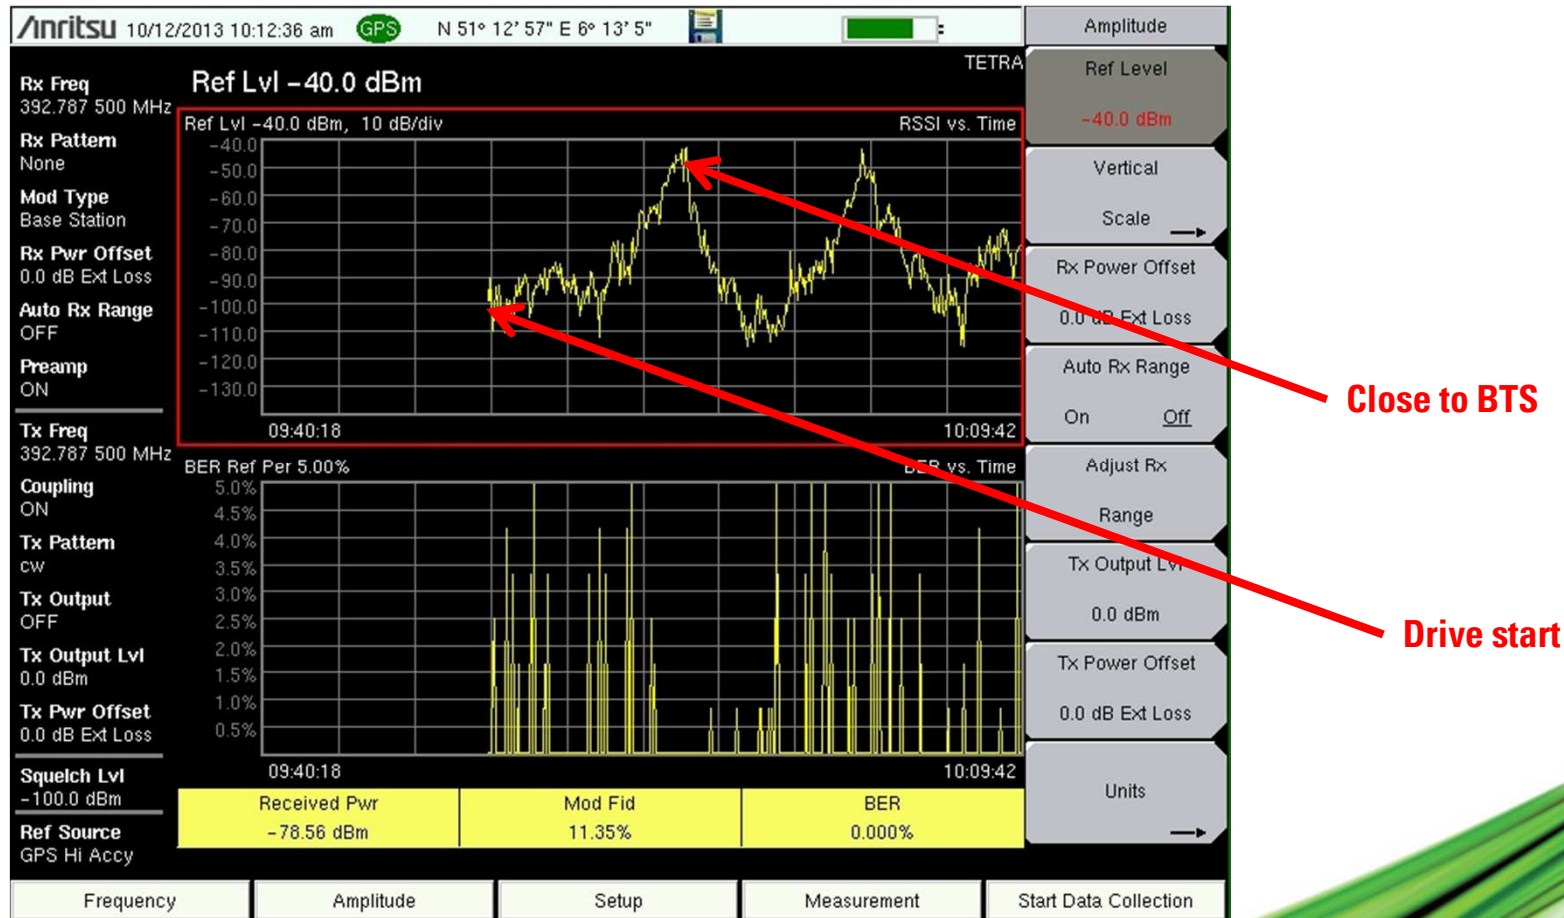 Anritsu 10/12/2013 10:12:36 am GPS N 51° 12' 57" E 6° 13' 5"
TETRA
Ref Lvl -40.0 dBm
Rx Freq
392.787 500 MHz
Rx Pattern
None
Mod Type
Base Station
Rx Pwr Offset
0.0 dB Ext Loss
Auto Rx Range
OFF
Preamp
ON
Tx Freq
392.787 500 MHz
Coupling
ON
Tx Pattern
cw
Tx Output
OFF
Tx Output Lvl
0.0 dBm
Tx Pwr Offset
0.0 dB Ext Loss
Squelch Lvl
-100.0 dBm
Ref Source
GPS Hi Accy
Ref Lvl -40.0 dBm, 10 dB/div RSSI vs. Time
-40.0
-50.0
-60.0
-70.0
-80.0
-90.0
-100.0
-110.0
-120.0
-130.0
09:40:18 10:09:42
BER Ref Per 5.00% BER vs. Time
5.0%
4.5%
4.0%
3.5%
3.0%
2.5%
2.0%
1.5%
1.0%
0.5%
09:40:18 10:09:42
Received Pwr Mod Fid BER
-78.56 dBm 11.35% 0.000%
Amplitude
Ref Level
-40.0 dBm
Vertical
Scale
Rx Power Offset
0.0 dB Ext Loss
Auto Rx Range
On Off
Adjust Rx
Range
Tx Output Lvl
0.0 dBm
Tx Power Offset
0.0 dB Ext Loss
Units
Close to BTS
Drive start
Frequency Amplitude Setup Measurement Start Data Collection